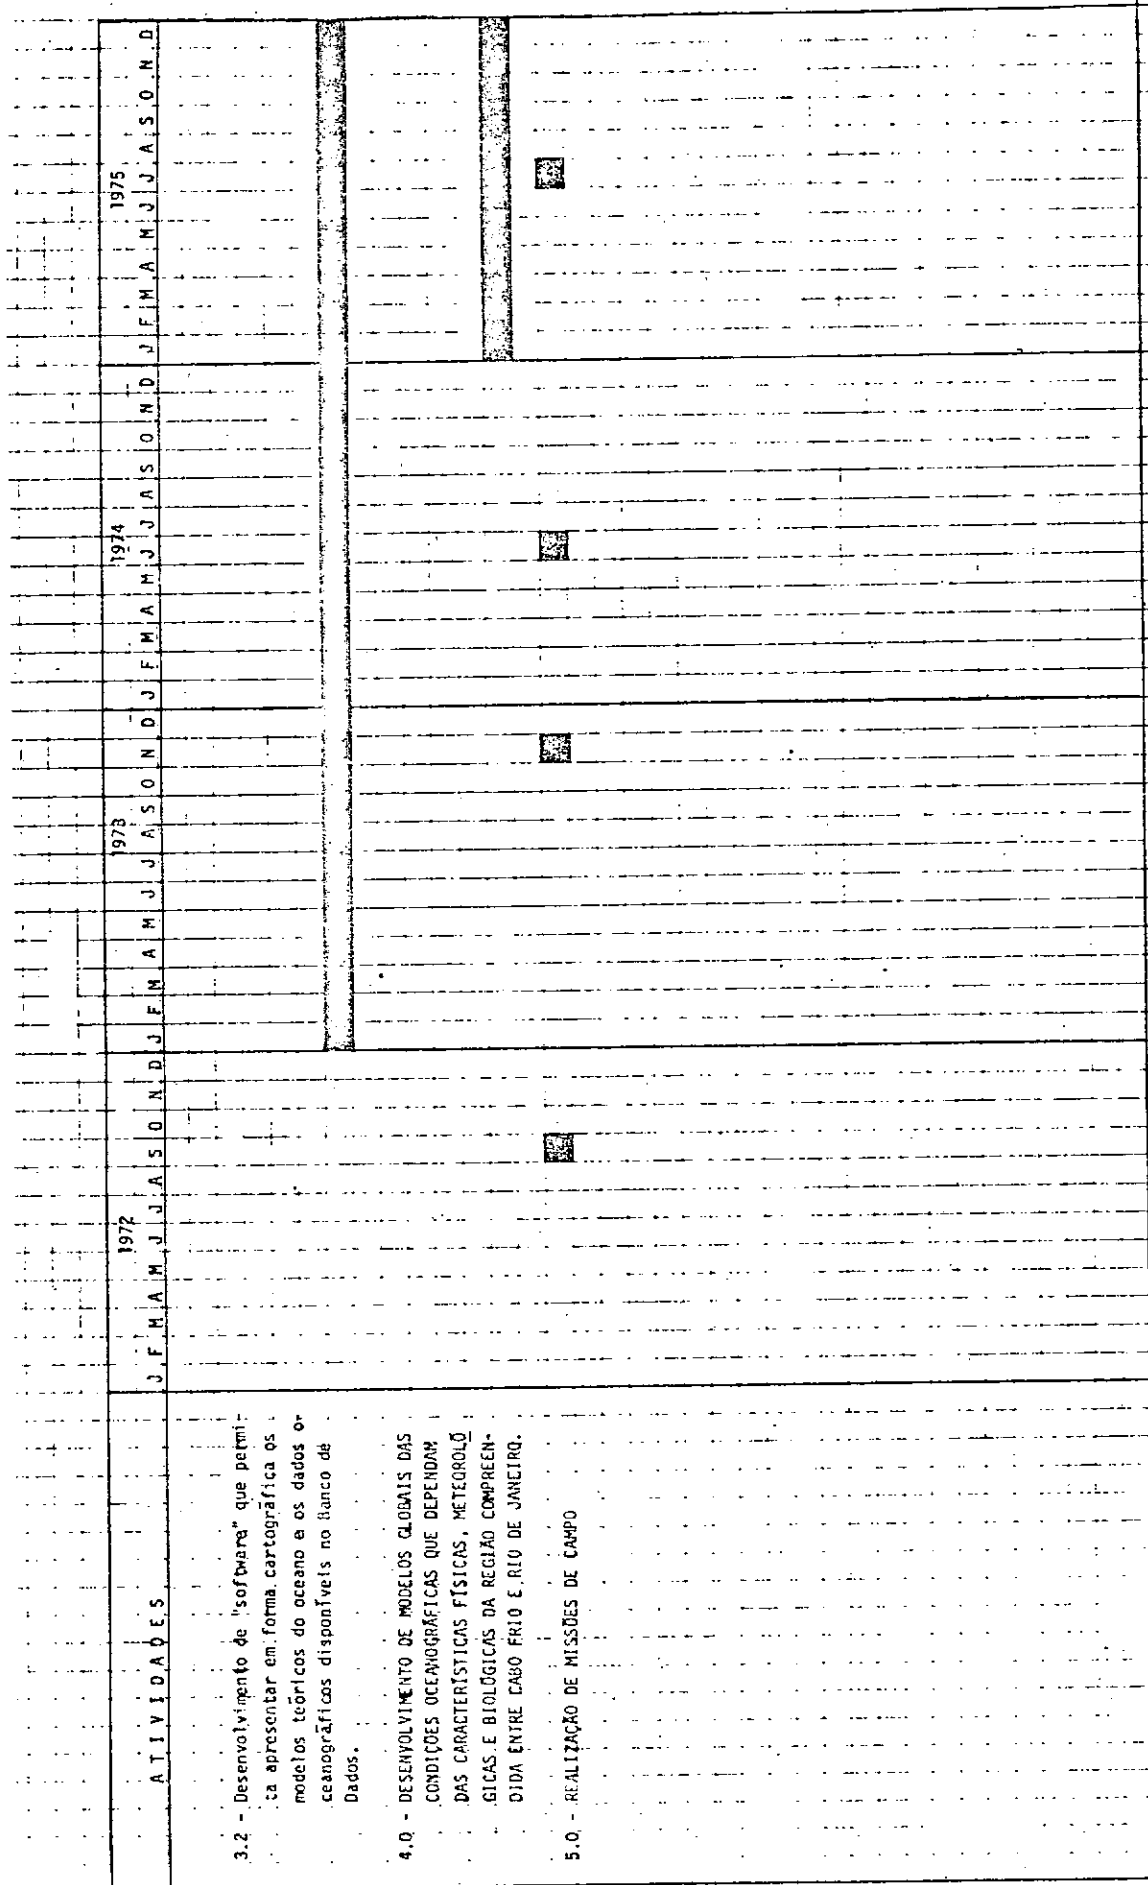 ATIVIDADES
1972
1973
1974
1975
J F M A M J J A S O N D J F M A M J J A S O N D J F M A M J J A S O N D J F M A M J J A S O N D
3.2 - Desenvolvimento de "software" que permi-
ta apresentar em forma cartográfica os
modelos teóricos do oceano e os dados o-
ceanográficos disponíveis no Banco de
Dados.
4.0 - DESENVOLVIMENTO DE MODELOS GLOBAIS DAS
CONDIÇÕES OCEANOGRÁFICAS QUE DEPENDAM
DAS CARACTERÍSTICAS FÍSICAS, METEOROLÓ
GICAS E BIOLÓGICAS DA REGIÃO COMPREEN-
DIDA ENTRE CABO FRIO E RIO DE JANEIRO.
5.0 - REALIZAÇÃO DE MISSÕES DE CAMPO